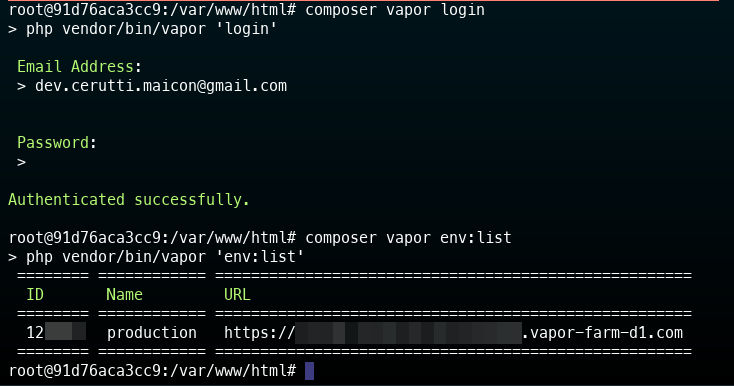 root@91d76aca3cc9:/var/www/html# composer vapor login
> php vendor/bin/vapor 'login'
Email Address:
> dev.cerutti.maicon@gmail.com
Password:
>
Authenticated successfully.
root@91d76aca3cc9:/var/www/html# composer vapor env:list
> php vendor/bin/vapor 'env:list'
======== ============ ====================================================
ID Name URL
======== ============ ====================================================
12 production https:// .vapor-farm-d1.com
======== ============ ====================================================
root@91d76aca3cc9:/var/www/html#